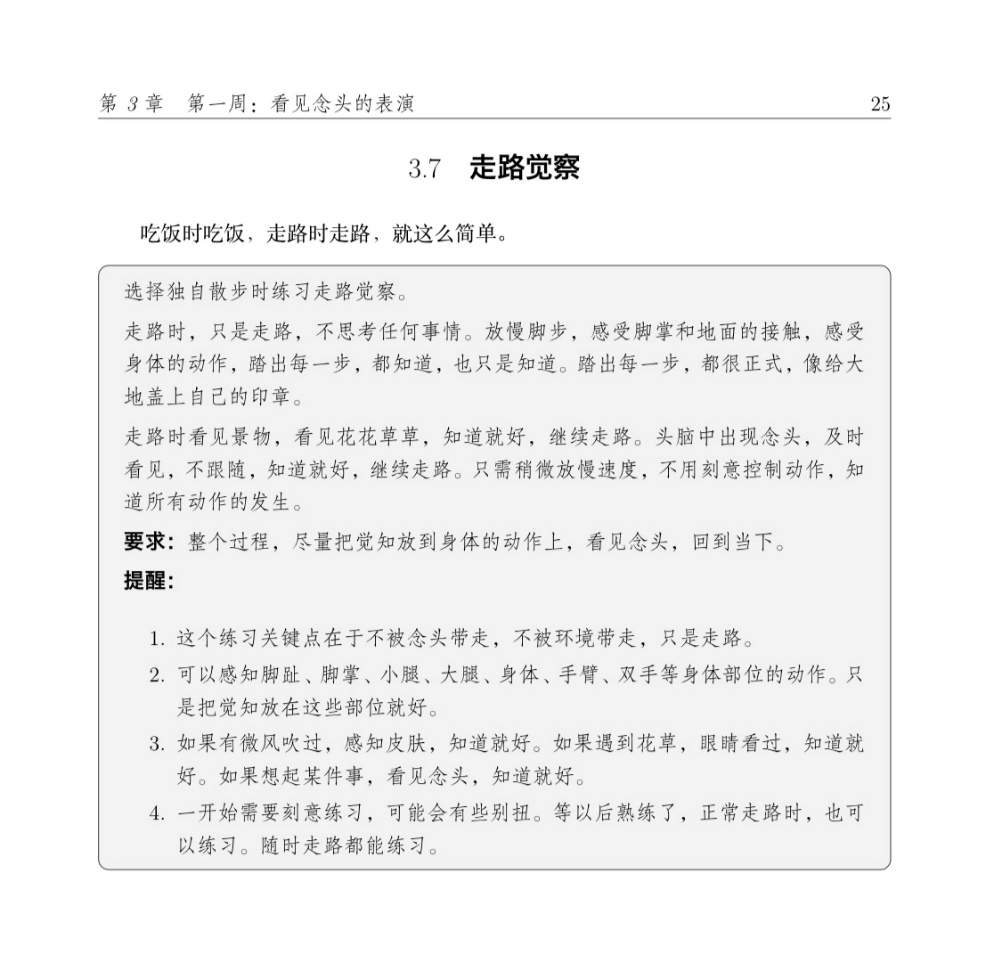 第 3 章　第一周：看见念头的表演 25
3.7　走路觉察
吃饭时吃饭，走路时走路，就这么简单。
选择独自散步时练习走路觉察。
走路时，只是走路，不思考任何事情。放慢脚步，感受脚掌和地面的接触，感受
身体的动作，踏出每一步，都知道，也只是知道。踏出每一步，都很正式，像给大
地盖上自己的印章。
走路时看见景物，看见花花草草，知道就好，继续走路。头脑中出现念头，及时
看见，不跟随，知道就好，继续走路。只需稍微放慢速度，不用刻意控制动作，知
道所有动作的发生。
要求：整个过程，尽量把觉知放到身体的动作上，看见念头，回到当下。
提醒：
1. 这个练习关键点在于不被念头带走，不被环境带走，只是走路。
2. 可以感知脚趾、脚掌、小腿、大腿、身体、手臂、双手等身体部位的动作。只
是把觉知放在这些部位就好。
3. 如果有微风吹过，感知皮肤，知道就好。如果遇到花草，眼睛看过，知道就
好。如果想起某件事，看见念头，知道就好。
4. 一开始需要刻意练习，可能会有些别扭。等以后熟练了，正常走路时，也可
以练习。随时走路都能练习。